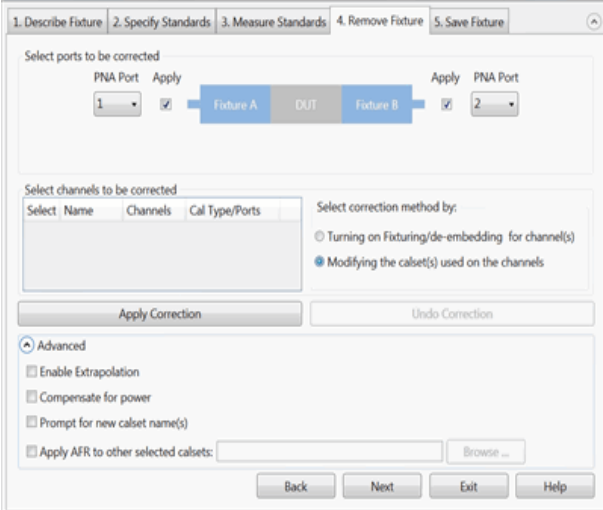 1. Describe Fixture 2. Specify Standards 3. Measure Standards 4. Remove Fixture 5. Save Fixture
Select ports to be corrected
PNA Port Apply Apply PNA Port
1 Fixture A DUT Fixture B 2
Select channels to be corrected
Select Name Channels Cal Type/Ports
Select correction method by:
Turning on Fixturing/de-embedding for channel(s)
Modifying the calset(s) used on the channels
Apply Correction Undo Correction
Advanced
Enable Extrapolation
Compensate for power
Prompt for new calset name(s)
Apply AFR to other selected calsets: Browse ...
Back Next Exit Help